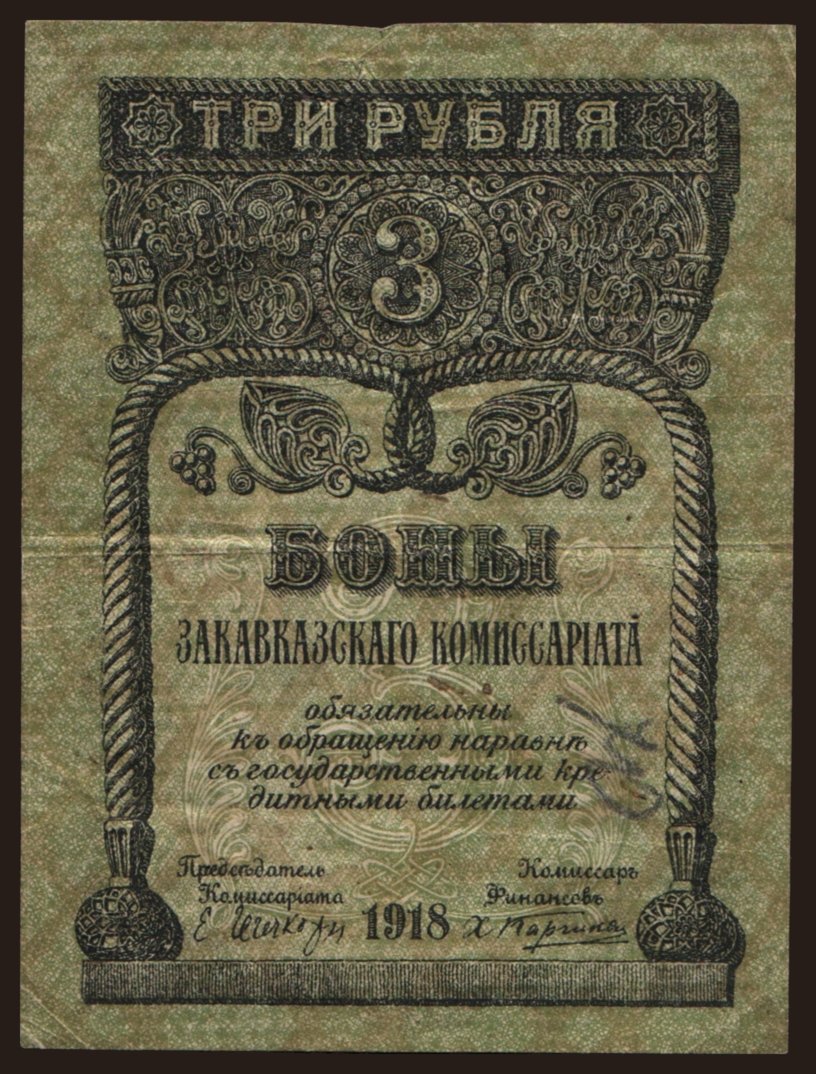 ТРИ РУБЛЯ
3
БОНЫ
ЗАКАВКАЗСКАГО КОМИССАРІАТА
обязательны
къ обращенію наравнѣ
съ государственными кре-
дитными билетами
Предсѣдатель Комиссаръ
Комиссаріата Финансовъ
1918